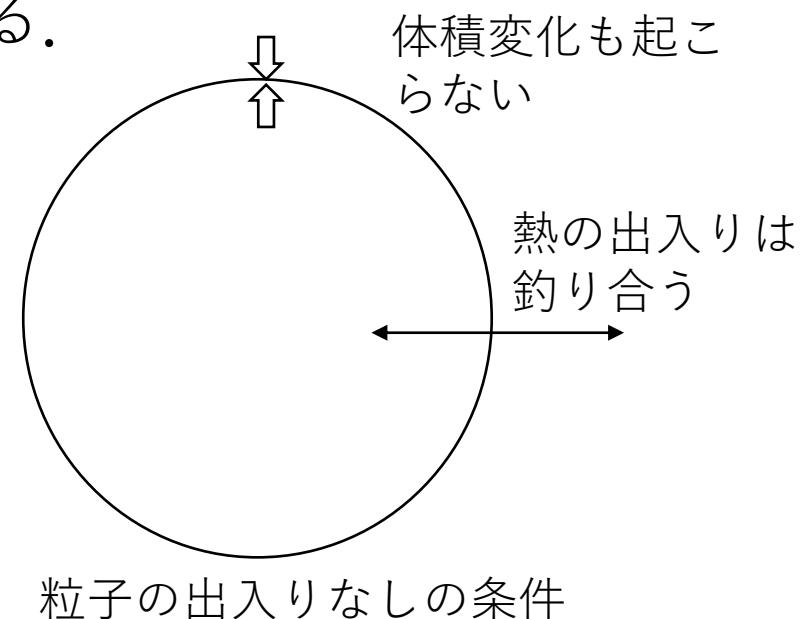 る.
体積変化も起こ
らない
熱の出入りは
釣り合う
粒子の出入りなしの条件